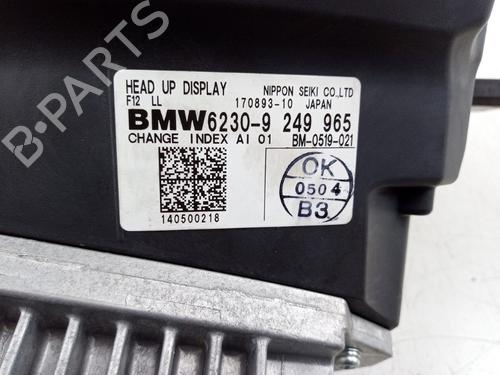 HEAD UP DISPLAY NIPPON SEIKI CO.,LTD
F12 LL 170893-10 JAPAN
BMW6230-9 249 965
CHANGE INDEX AI 01 BM-0519-021
OK
0504
B3
140500218